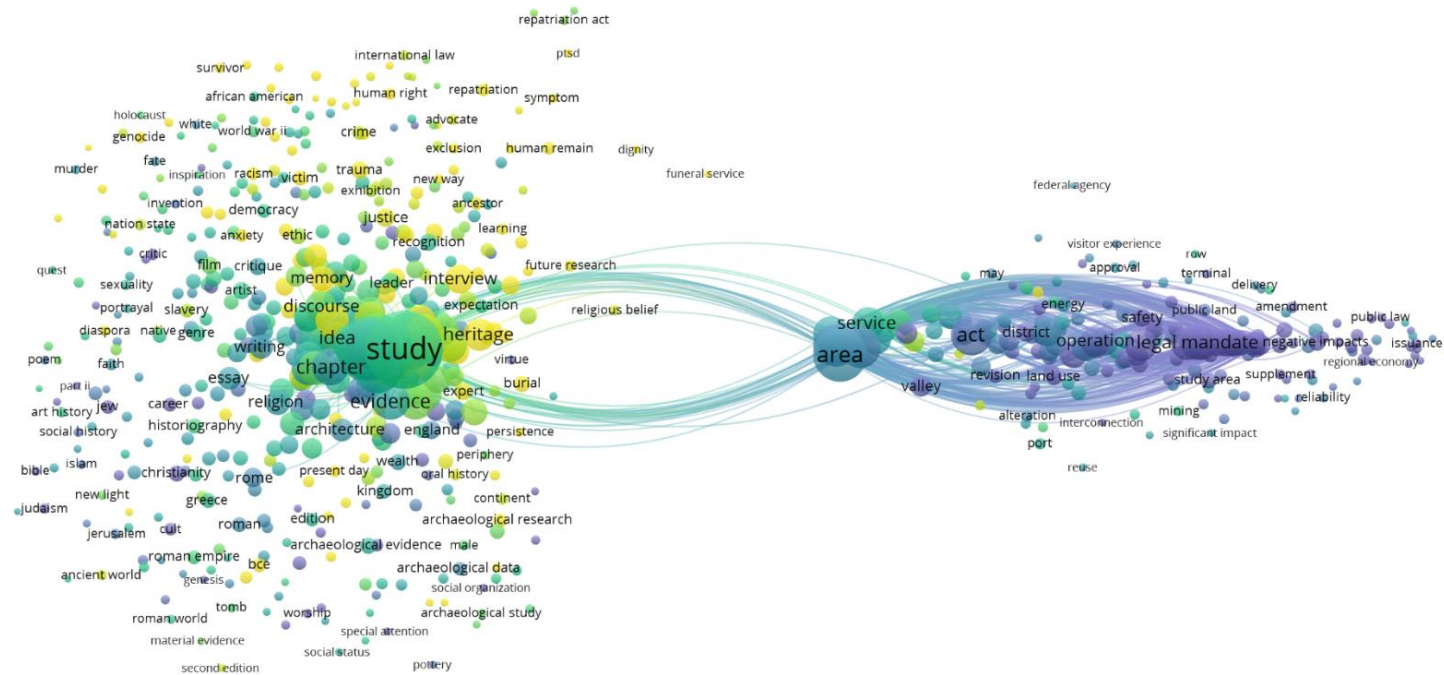 repatriation act
international law
ptsd
survivor
human right
repatriation
symptom
african american
holocaust
white
world war ii
crime
advocate
genocide
exclusion
human remain
dignity
murder
fate
inspiration
racism
victim
trauma
new way
funeral service
exhibition
federal agency
invention
democracy
ancestor
nation state
justice
learning
anxiety
ethic
recognition
visitor experience
critic
film
critique
row
quest
memory
leader
interview
future research
may
approval
terminal
sexuality
artist
delivery
portrayal
slavery
discourse
expectation
religious belief
energy
public land
amendment
diaspora
native
genre
idea
heritage
service
safety
public law
writing
study
area
act
district
operation
legal mandate
negative impacts
issuance
poem
faith
chapter
virtue
regional economy
part ii
essay
expert
burial
valley
revision
land use
study area
supplement
jew
career
religion
evidence
reliability
art history
mining
social history
historiography
architecture
england
persistence
alteration
interconnection
significant impact
port
bible
islam
christianity
rome
present day
wealth
periphery
oral history
reuse
new light
greece
kingdom
continent
judaism
jerusalem
cult
roman
edition
archaeological research
roman empire
archaeological evidence
male
ancient world
genesis
bce
archaeological data
social organization
roman world
tomb
worship
archaeological study
material evidence
special attention
social status
second edition
pottery